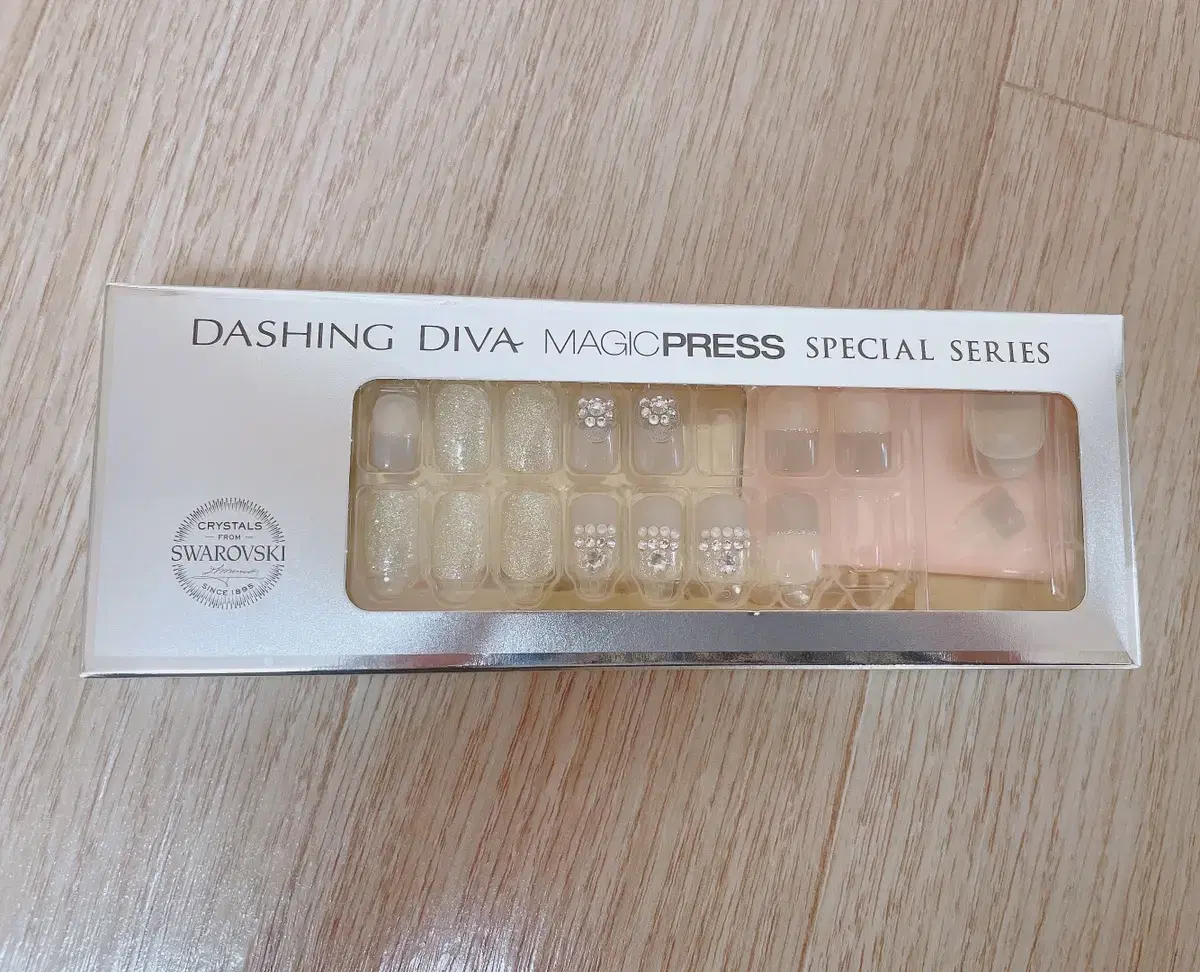 DASHING DIVA MAGICPRESS SPECIAL SERIES
CRYSTALS
FROM
SWAROVSKI
SINCE 1895